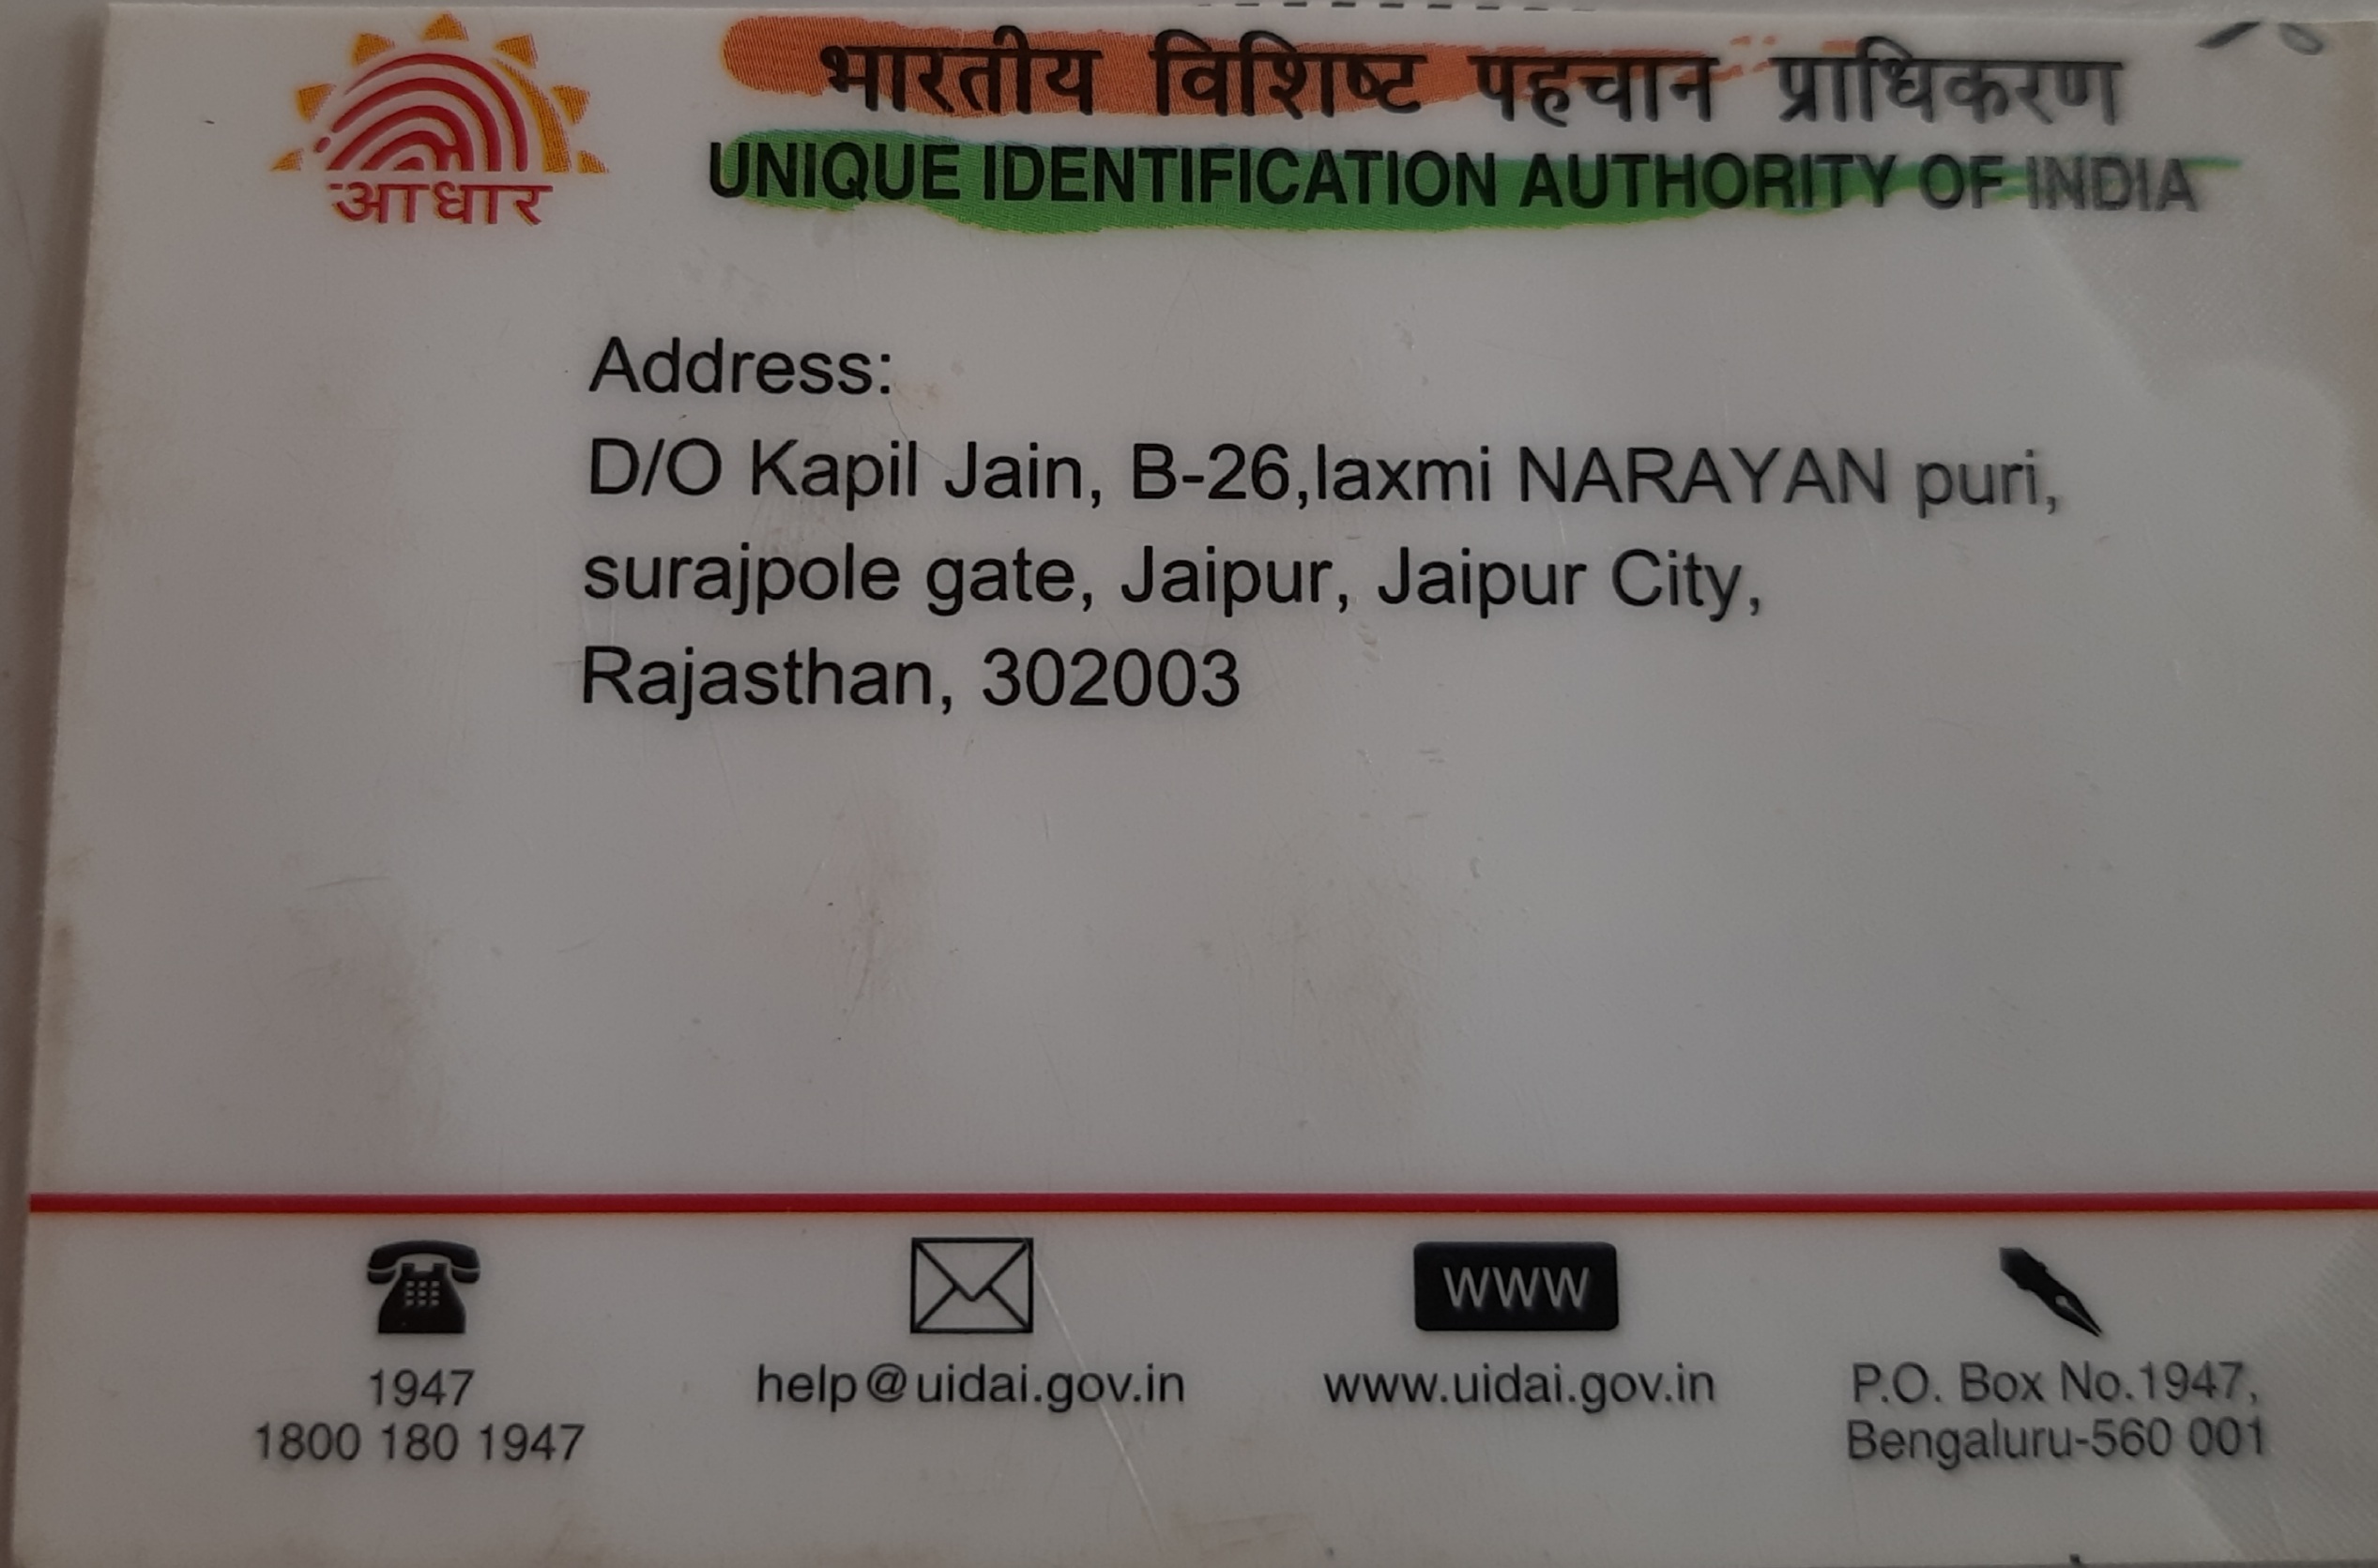 भारतीय विशिष्ट पहचान प्राधिकरण
आधार
UNIQUE IDENTIFICATION AUTHORITY OF INDIA
Address:
D/O Kapil Jain, B-26,laxmi NARAYAN puri,
surajpole gate, Jaipur, Jaipur City,
Rajasthan, 302003
WWW
1947
help@uidai.gov.in
www.uidai.gov.in
P.O. Box No.1947,
1800 180 1947
Bengaluru-560 001